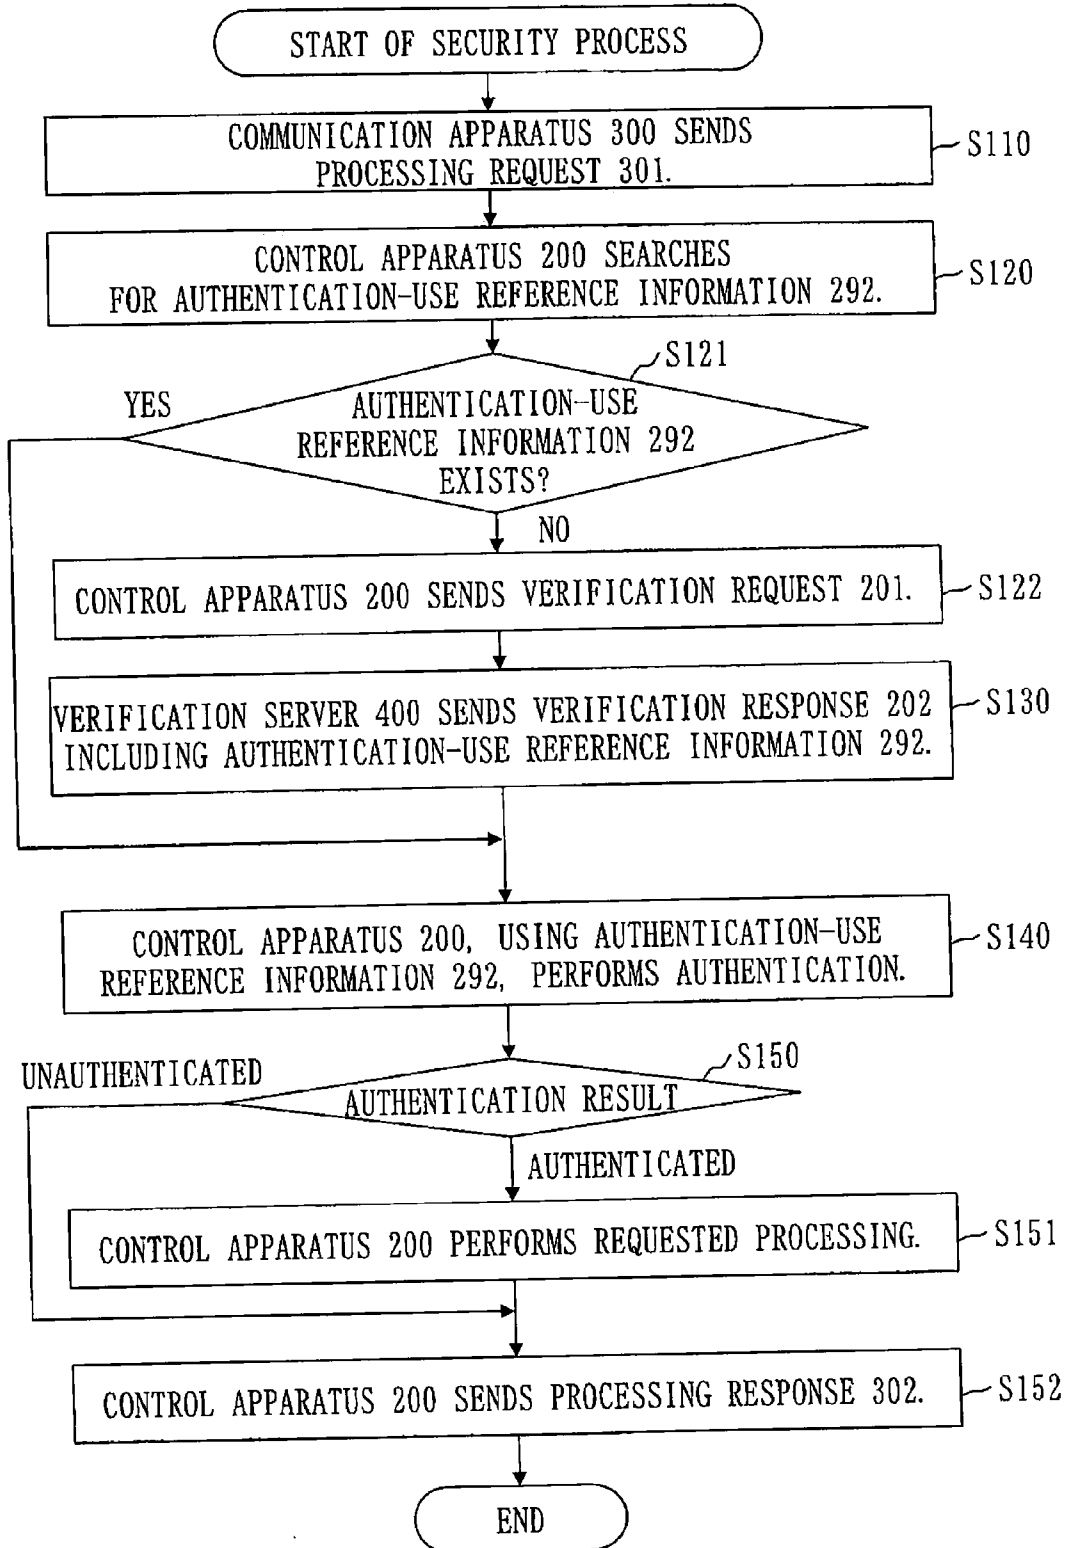 START OF SECURITY PROCESS
COMMUNICATION APPARATUS 300 SENDS
PROCESSING REQUEST 301.
S110
CONTROL APPARATUS 200 SEARCHES
FOR AUTHENTICATION-USE REFERENCE INFORMATION 292.
S120
S121
YES
AUTHENTICATION-USE
REFERENCE INFORMATION 292
EXISTS?
NO
CONTROL APPARATUS 200 SENDS VERIFICATION REQUEST 201.
S122
VERIFICATION SERVER 400 SENDS VERIFICATION RESPONSE 202
INCLUDING AUTHENTICATION-USE REFERENCE INFORMATION 292.
S130
CONTROL APPARATUS 200, USING AUTHENTICATION-USE
REFERENCE INFORMATION 292, PERFORMS AUTHENTICATION.
S140
S150
UNAUTHENTICATED
AUTHENTICATION RESULT
AUTHENTICATED
CONTROL APPARATUS 200 PERFORMS REQUESTED PROCESSING.
S151
CONTROL APPARATUS 200 SENDS PROCESSING RESPONSE 302.
S152
END